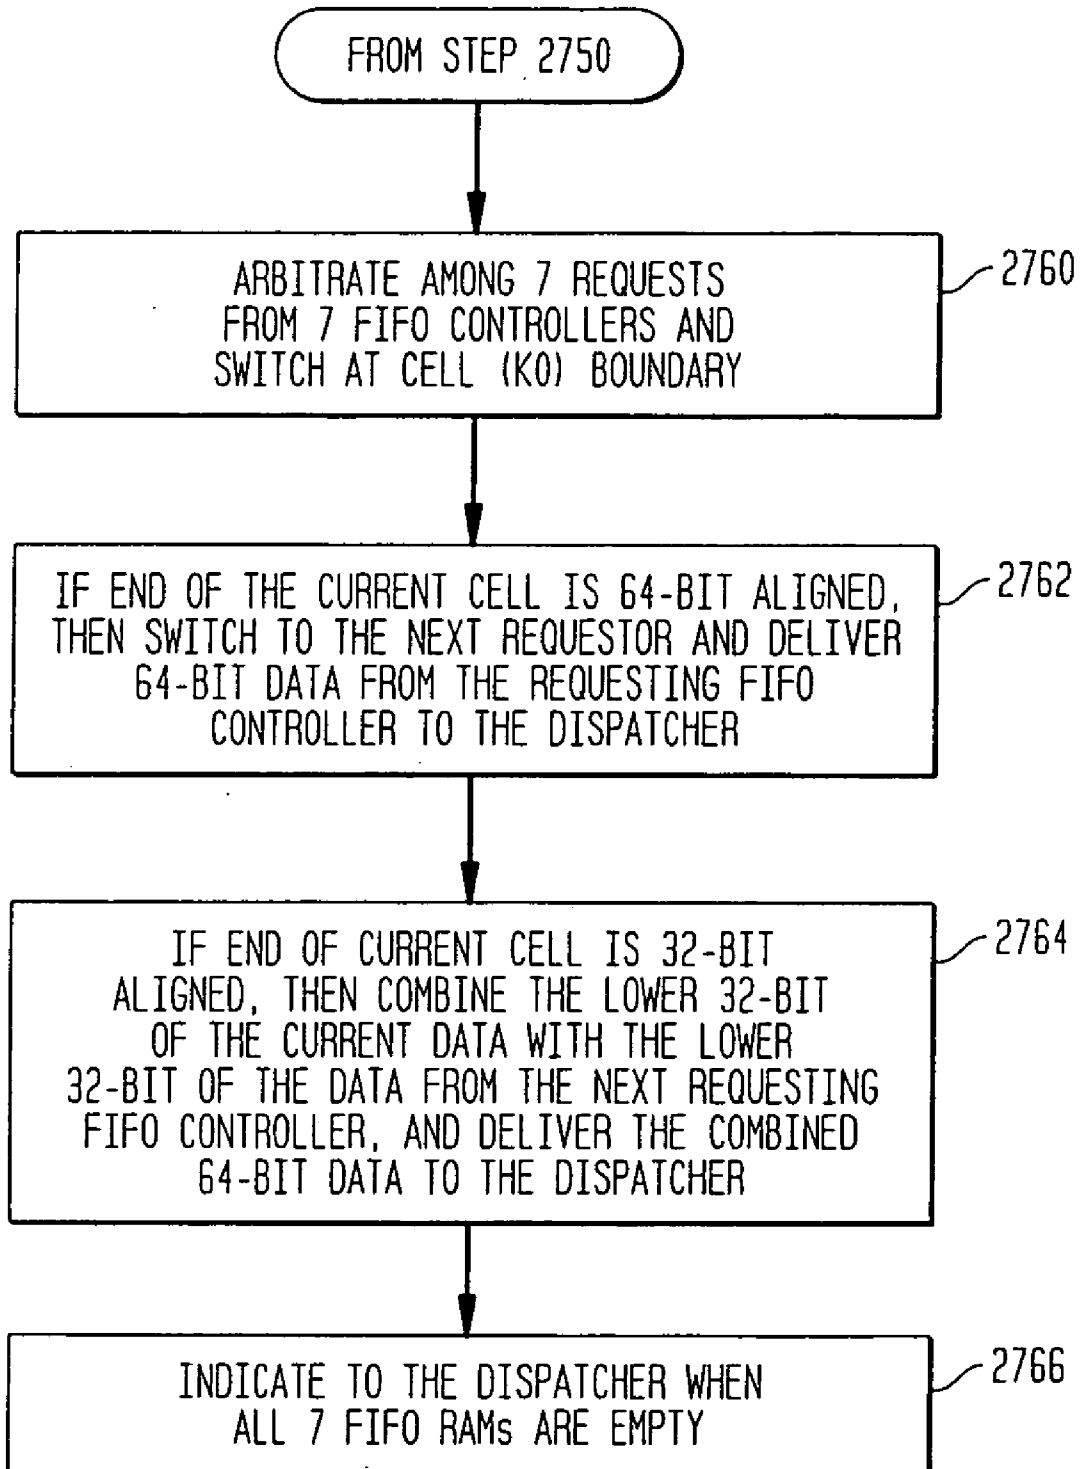 FROM STEP 2750
ARBITRATE AMONG 7 REQUESTS
FROM 7 FIFO CONTROLLERS AND
SWITCH AT CELL (K0) BOUNDARY
2760
IF END OF THE CURRENT CELL IS 64-BIT ALIGNED,
THEN SWITCH TO THE NEXT REQUESTOR AND DELIVER
64-BIT DATA FROM THE REQUESTING FIFO
CONTROLLER TO THE DISPATCHER
2762
IF END OF CURRENT CELL IS 32-BIT
ALIGNED, THEN COMBINE THE LOWER 32-BIT
OF THE CURRENT DATA WITH THE LOWER
32-BIT OF THE DATA FROM THE NEXT REQUESTING
FIFO CONTROLLER, AND DELIVER THE COMBINED
64-BIT DATA TO THE DISPATCHER
2764
INDICATE TO THE DISPATCHER WHEN
ALL 7 FIFO RAMs ARE EMPTY
2766